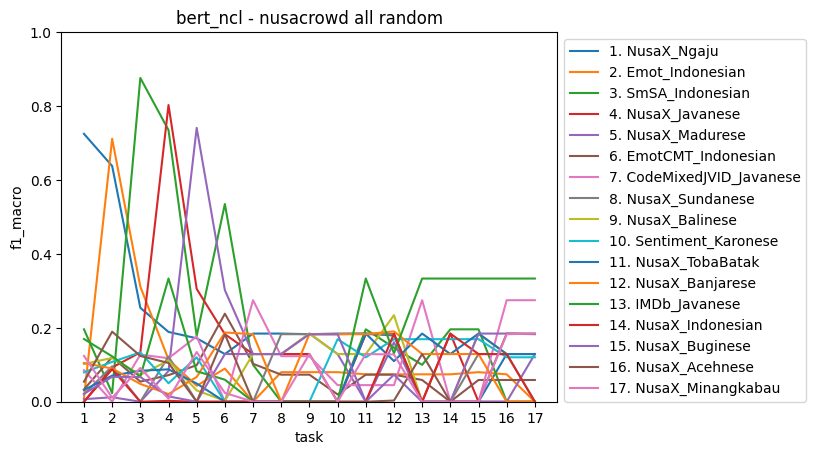 bert_ncl - nusacrowd all random
1.0
0.8
0.6
0.4
0.2
0.0
f1_macro
1 2 3 4 5 6 7 8 9 10 11 12 13 14 15 16 17
task
1. NusaX_Ngaju
2. Emot_Indonesian
3. SmSA_Indonesian
4. NusaX_Javanese
5. NusaX_Madurese
6. EmotCMT_Indonesian
7. CodeMixedJVID_Javanese
8. NusaX_Sundanese
9. NusaX_Balinese
10. Sentiment_Karonese
11. NusaX_TobaBatak
12. NusaX_Banjarese
13. IMDb_Javanese
14. NusaX_Indonesian
15. NusaX_Buginese
16. NusaX_Acehnese
17. NusaX_Minangkabau